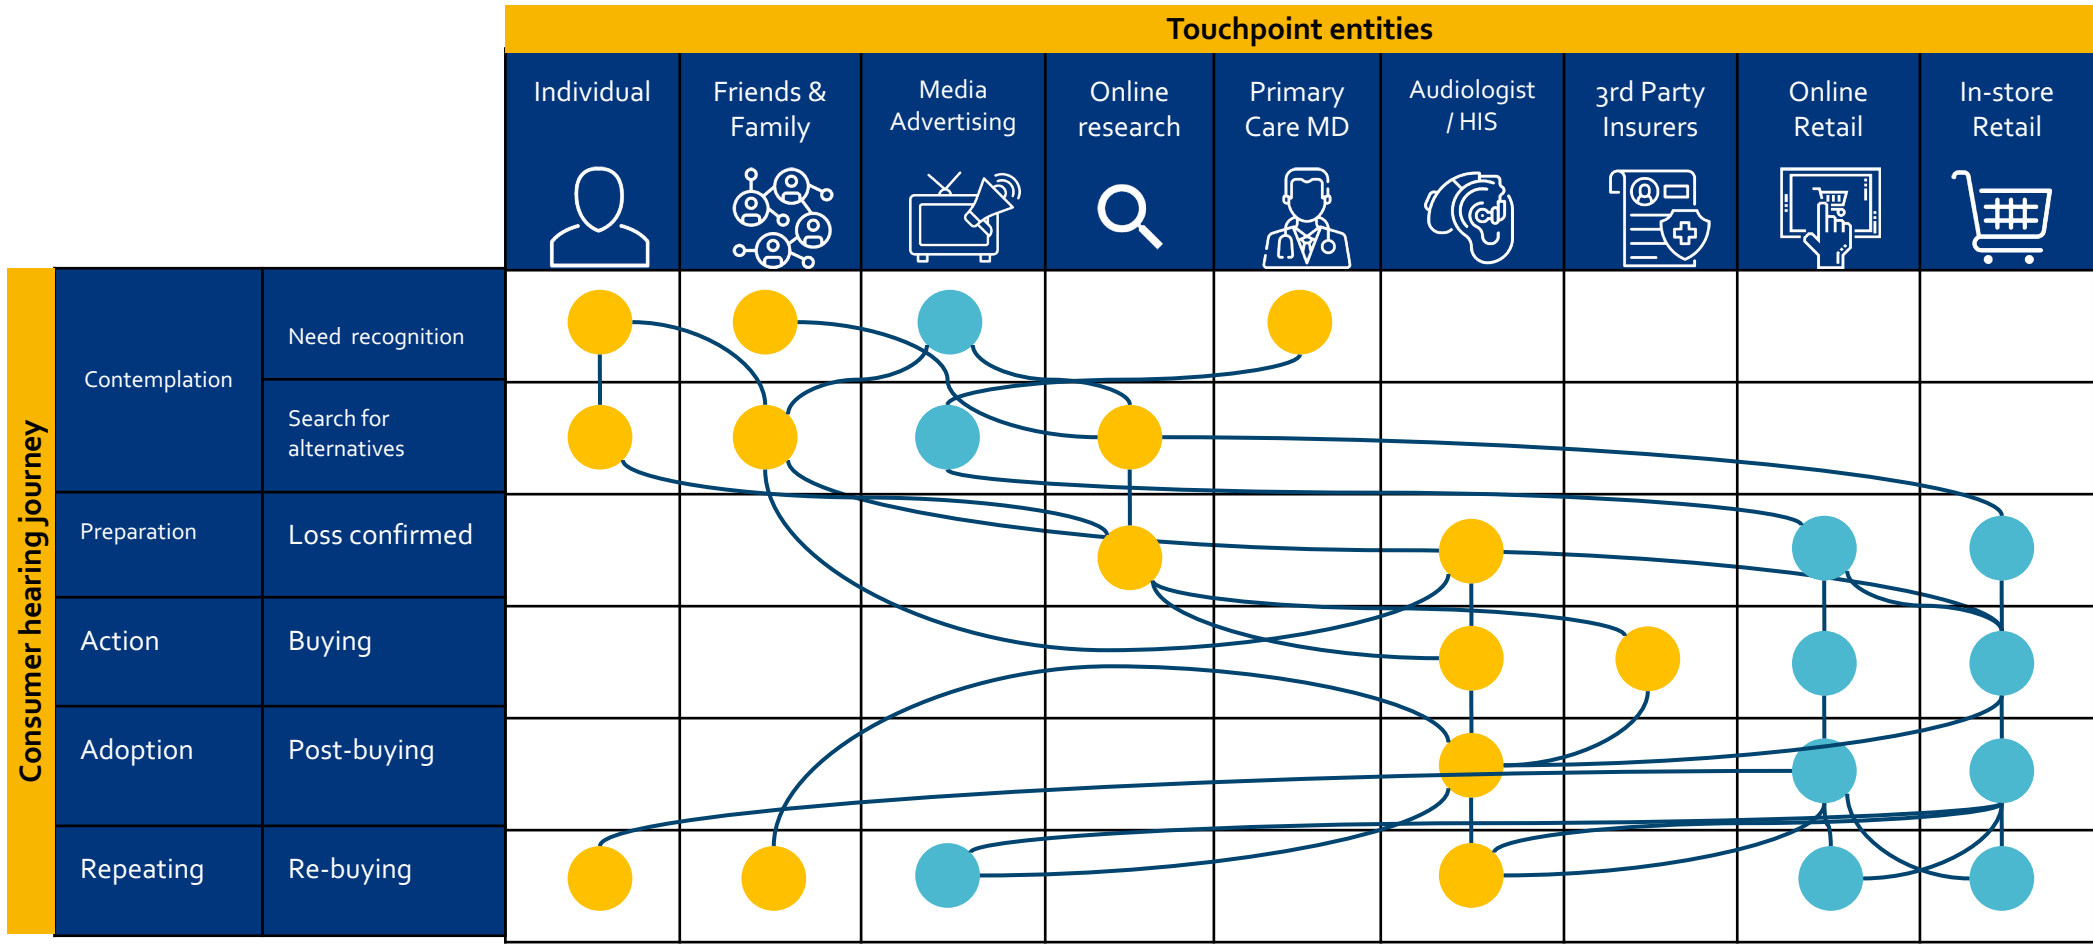 Touchpoint entities
Individual
Friends &
Family
Media
Advertising
Online
research
Primary
Care MD
Audiologist
/ HIS
3rd Party
Insurers
Online
Retail
In-store
Retail
Consumer hearing journey
Contemplation
Need recognition
Search for
alternatives
Preparation
Loss confirmed
Action
Buying
Adoption
Post-buying
Repeating
Re-buying